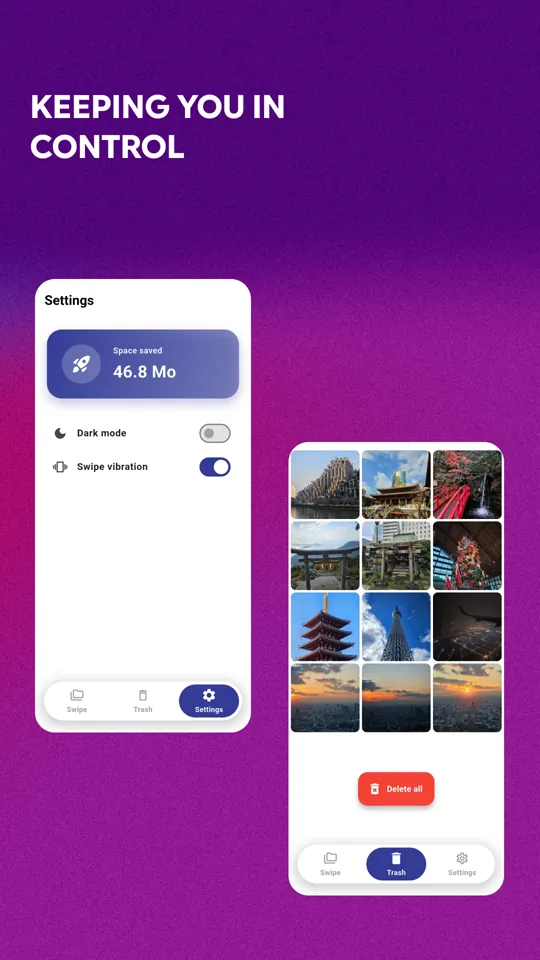 KEEPING YOU IN
CONTROL
Settings
Space saved
46.8 Mo
Dark mode
Swipe vibration
Swipe
Trash
Settings
Delete all
Swipe
Trash
Settings